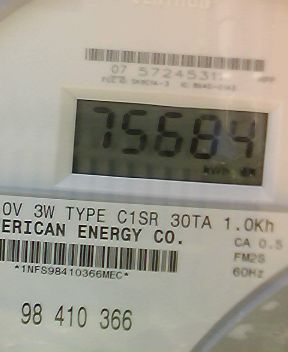 07 572453
75684
kWh
0V 3W TYPE C1SR 30TA 1.0Kh
ERICAN ENERGY CO.
CA 0.5
FM2S
60Hz
*1NFS98410366MEC*
98 410 366